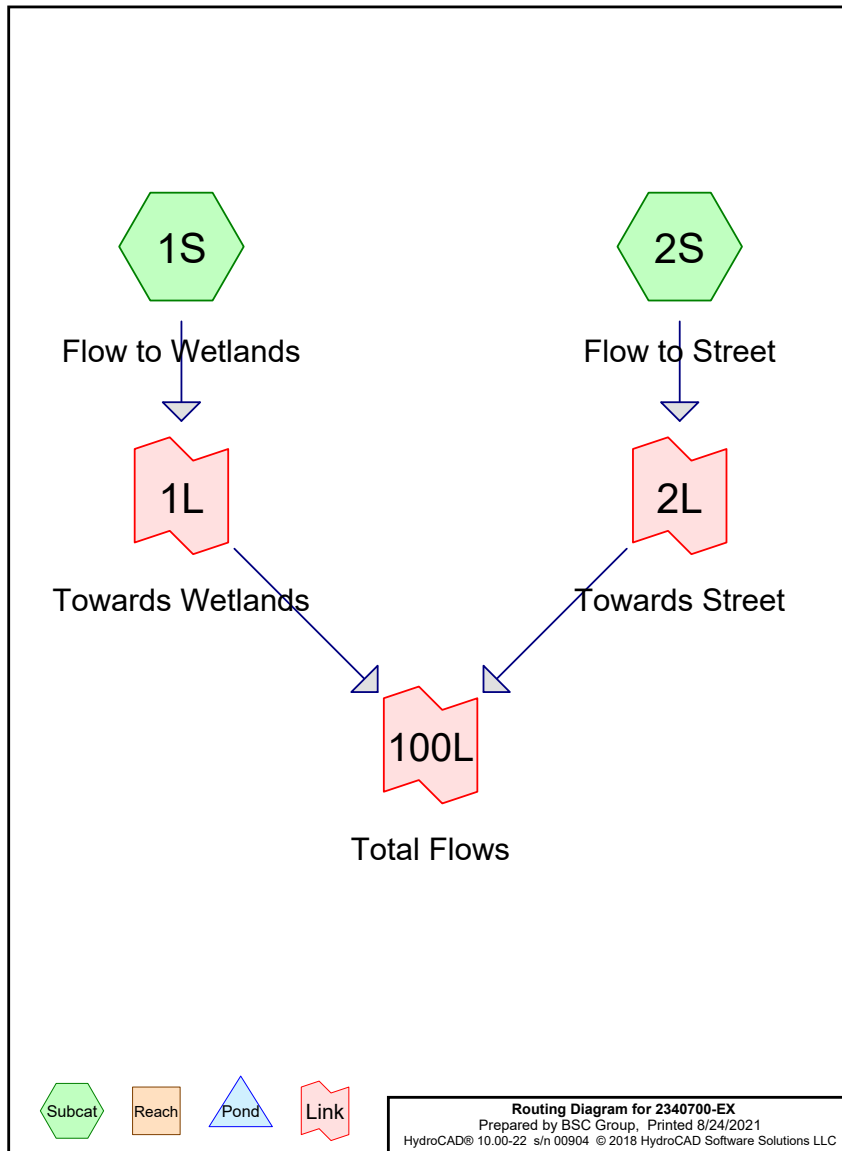 1S
2S
Flow to Wetlands
Flow to Street
1L
2L
Towards Wetlands
Towards Street
100L
Total Flows
Subcat
Reach
Pond
Link
Routing Diagram for 2340700-EX
Prepared by BSC Group, Printed 8/24/2021
HydroCAD® 10.00-22 s/n 00904 © 2018 HydroCAD Software Solutions LLC